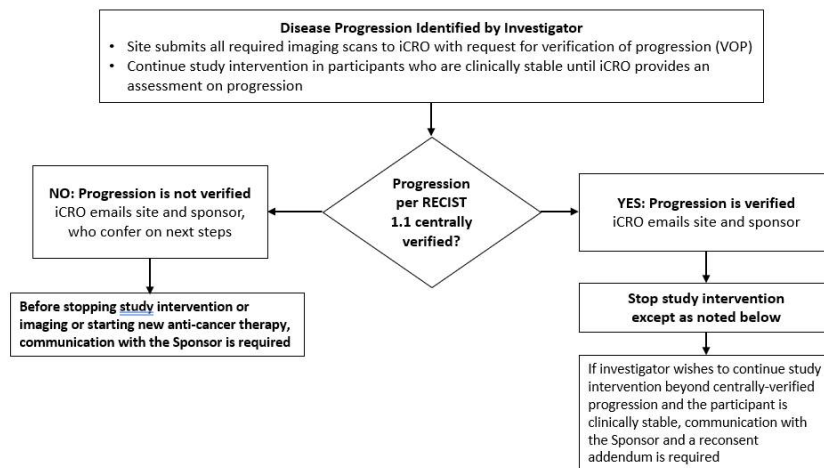 Disease Progression Identified by Investigator
• Site submits all required imaging scans to iCRO with request for verification of progression (VOP)
• Continue study intervention in participants who are clinically stable until iCRO provides an
assessment on progression
Progression
per RECIST
1.1 centrally
verified?
NO: Progression is not verified
iCRO emails site and sponsor,
who confer on next steps
Before stopping study intervention or
imaging or starting new anti-cancer therapy,
communication with the Sponsor is required
YES: Progression is verified
iCRO emails site and sponsor
Stop study intervention
except as noted below
If investigator wishes to continue study
intervention beyond centrally-verified
progression and the participant is
clinically stable, communication with
the Sponsor and a reconsent
addendum is required